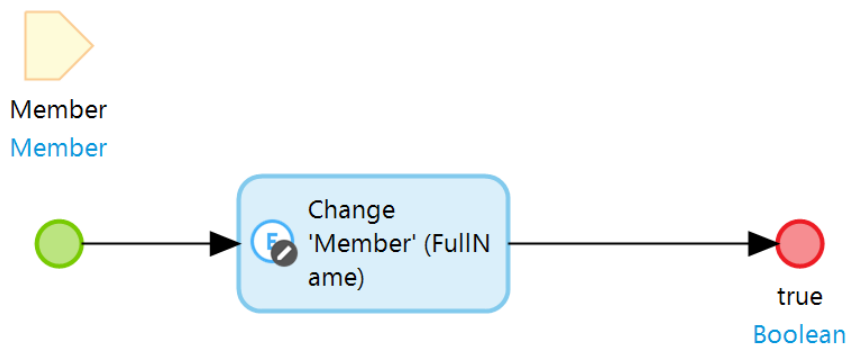 Member
Member
E
Change
'Member' (FullN
ame)
true
Boolean